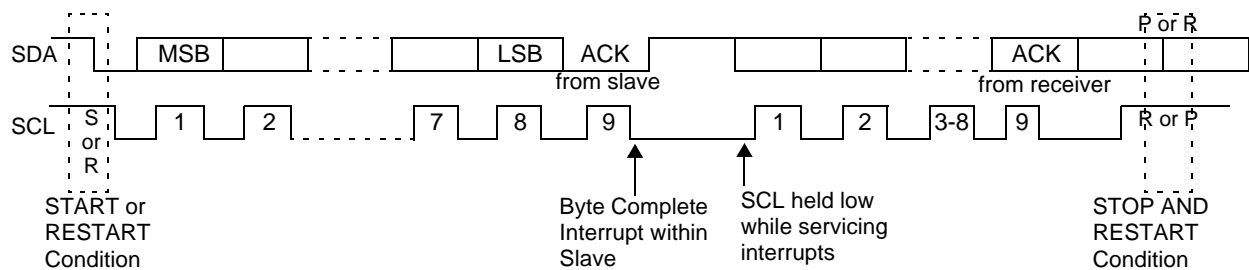 P or R
SDA MSB LSB ACK ACK
from slave from receiver
SCL S or R 1 2 7 8 9 1 2 3-8 9 R or P
START or
RESTART
Condition
Byte Complete
Interrupt within
Slave
SCL held low
while servicing
interrupts
STOP AND
RESTART
Condition